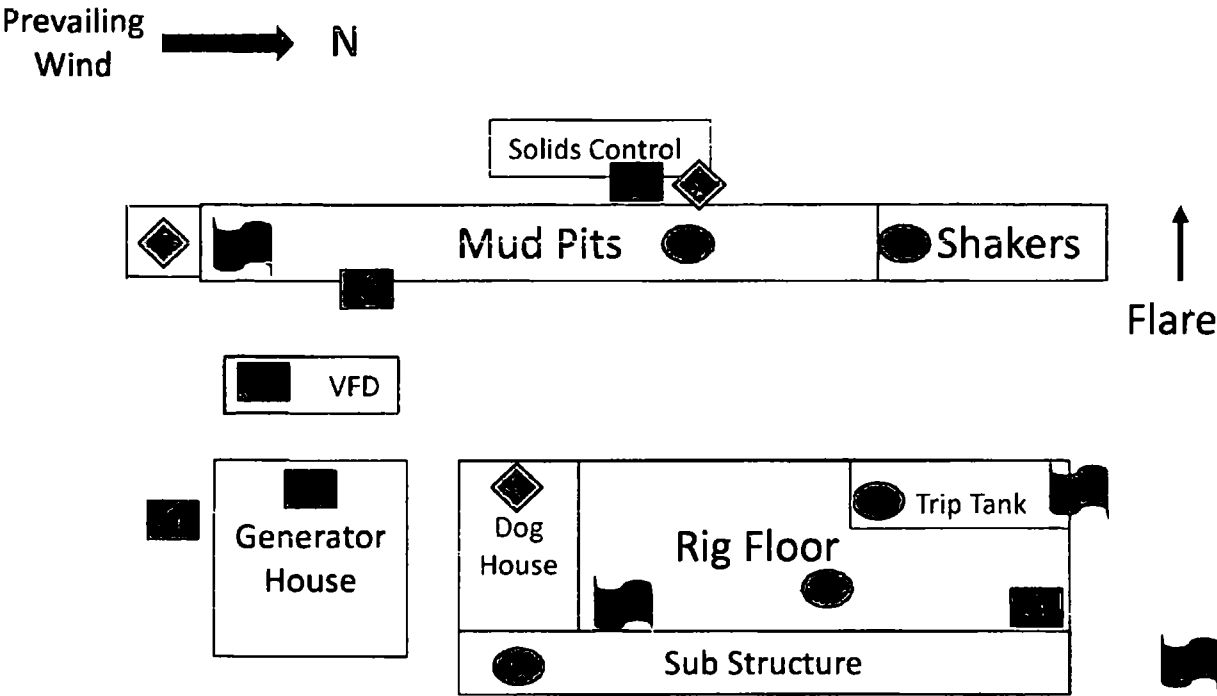 Prevailing
Wind
N
Solids Control
Mud Pits
Shakers
Flare
VFD
Generator
House
Dog
House
Rig Floor
Trip Tank
Sub Structure